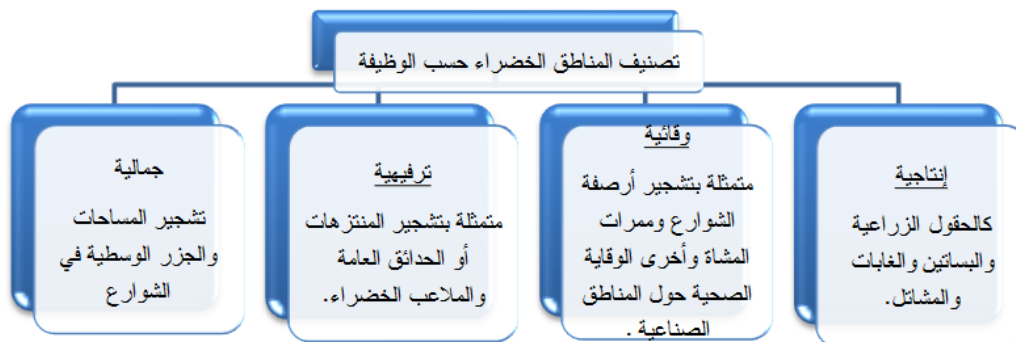 تصنيف المناطق الخضراء حسب الوظيفة
إنتاجية
كالحقول الزراعية
والبساتين والغابات
والمشاتل.
وقائية
متمثلة بتشجير أرصفة
الشوارع وممرات
المشاة وأخرى الوقاية
الصحية حول المناطق
الصناعية .
ترفيهية
متمثلة بتشجير المنتزهات
أو الحدائق العامة
والملاعب الخضراء.
جمالية
تشجير المساحات
والجزر الوسطية في
الشوارع